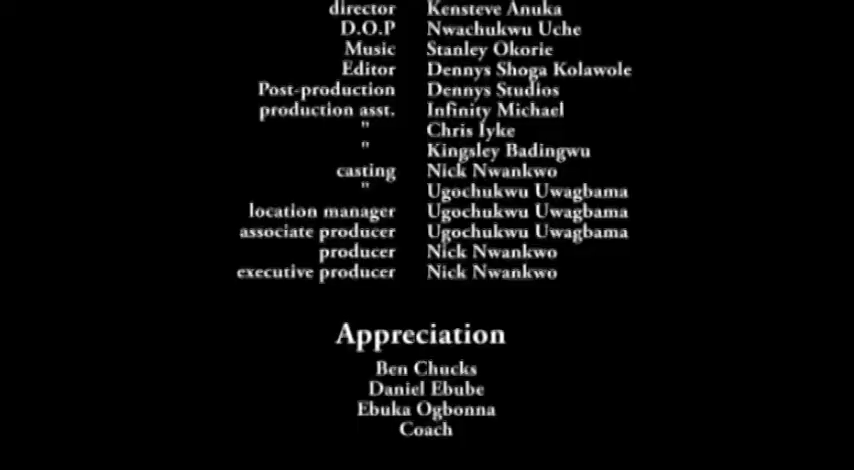 director Kensteve Anuka
D.O.P Nwachukwu Uche
Music Stanley Okorie
Editor Dennys Shoga Kolawole
Post-production Dennys Studios
production asst. Infinity Michael
" Chris Iyke
" Kingsley Badingwu
casting Nick Nwankwo
" Ugochukwu Uwagbama
location manager Ugochukwu Uwagbama
associate producer Ugochukwu Uwagbama
producer Nick Nwankwo
executive producer Nick Nwankwo
Appreciation
Ben Chucks
Daniel Ebube
Ebuka Ogbonna
Coach